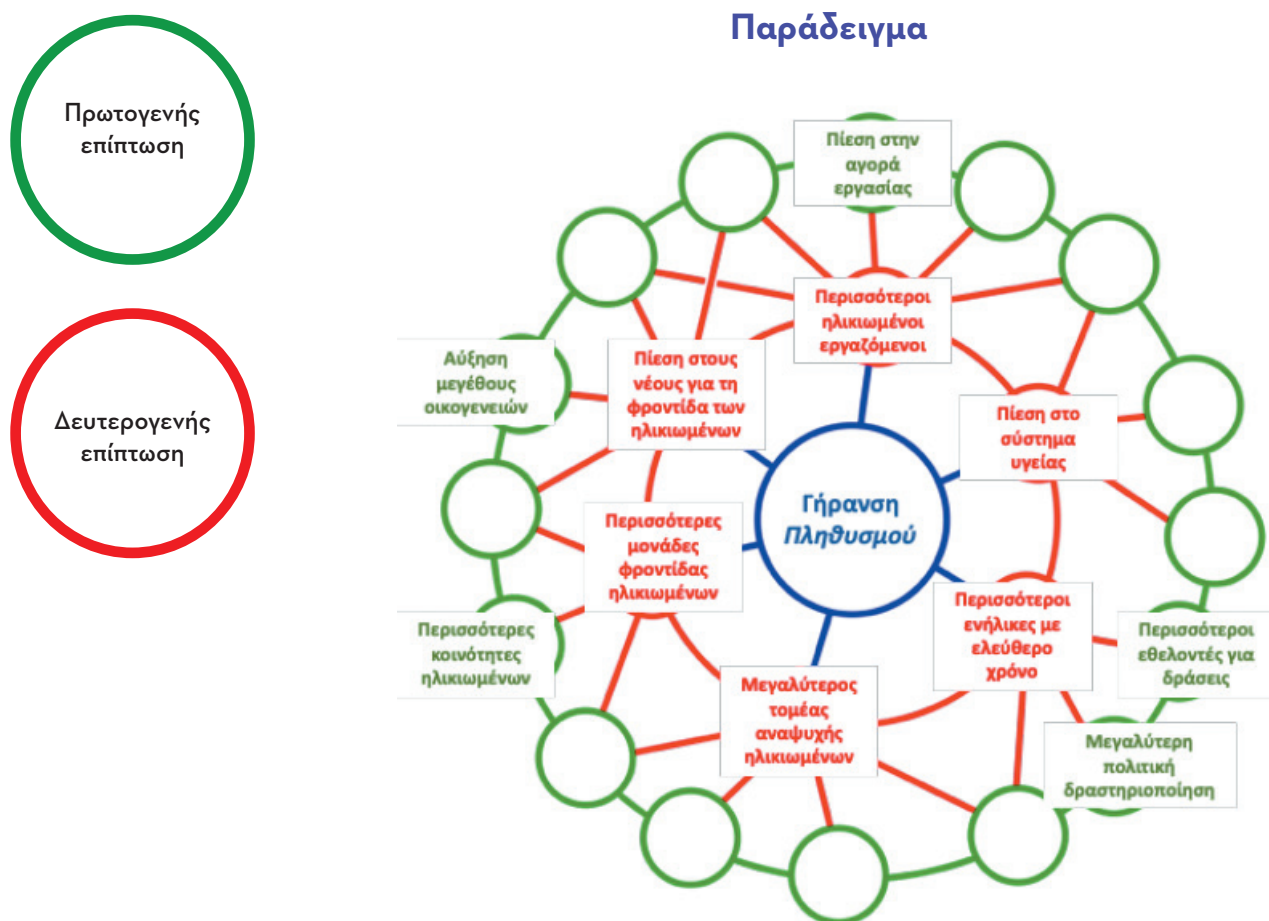 Παράδειγμα
Πρωτογενής
επίπτωση
Δευτερογενής
επίπτωση
Πίεση στην
αγορά
εργασίας
Περισσότεροι
ηλικιωμένοι
εργαζόμενοι
Αύξηση
μεγέθους
οικογενειών
Πίεση στους
νέους για τη
φροντίδα των
ηλικιωμένων
Πίεση στο
σύστημα
υγείας
Γήρανση
Πληθυσμού
Περισσότερες
μονάδες
φροντίδας
ηλικιωμένων
Περισσότεροι
ενήλικες με
ελεύθερο
χρόνο
Περισσότερες
κοινότητες
ηλικιωμένων
Περισσότεροι
εθελοντές για
δράσεις
Μεγαλύτερος
τομέας
αναψυχής
ηλικιωμένων
Μεγαλύτερη
πολιτική
δραστηριοποίηση